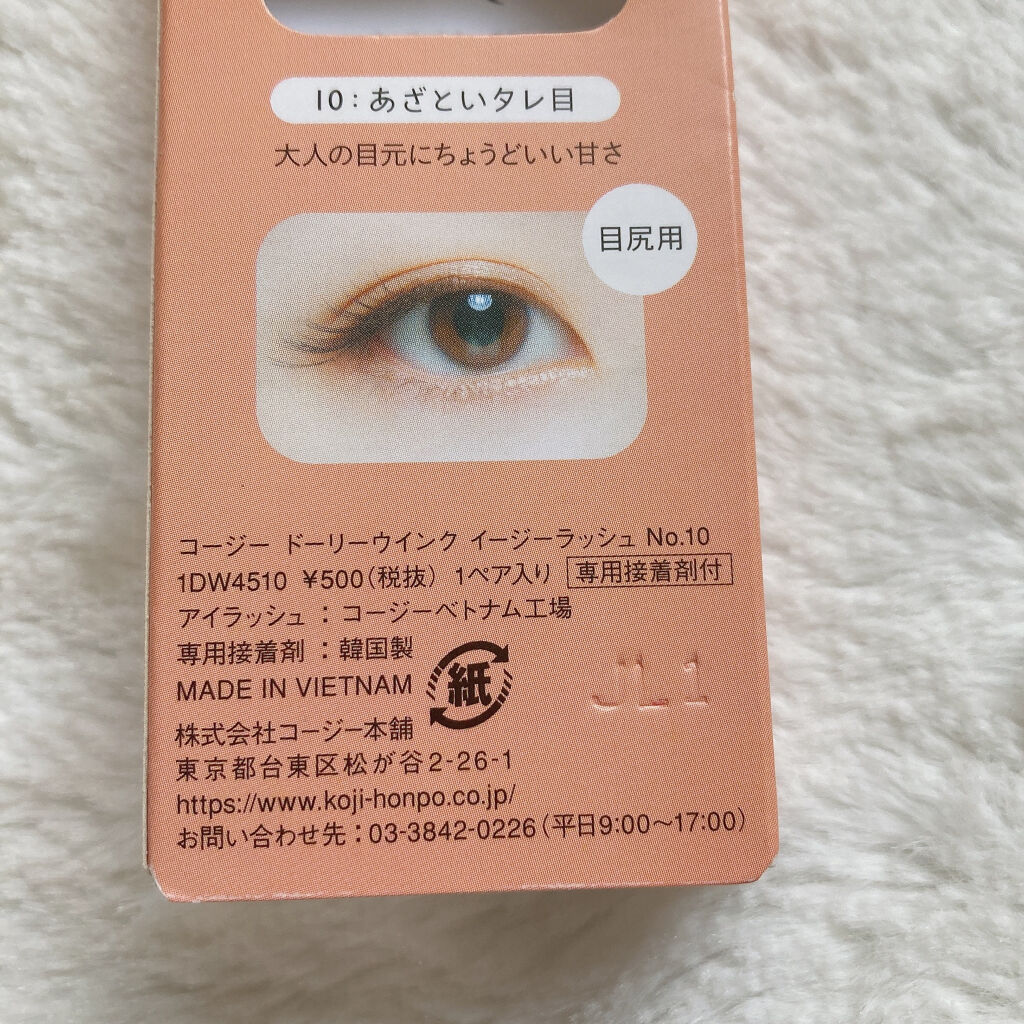 10：あざといタレ目
大人の目元にちょうどいい甘さ
目尻用
コージー ドーリーウインク イージーラッシュ No.10
1DW4510 ¥500(税抜) 1ペア入り 専用接着剤付
アイラッシュ：コージーベトナム工場
専用接着剤：韓国製
MADE IN VIETNAM
紙
JL1
株式会社コージー本舗
東京都台東区松が谷2-26-1
https://www.koji-honpo.co.jp/
お問い合わせ先：03-3842-0226(平日9:00～17:00)